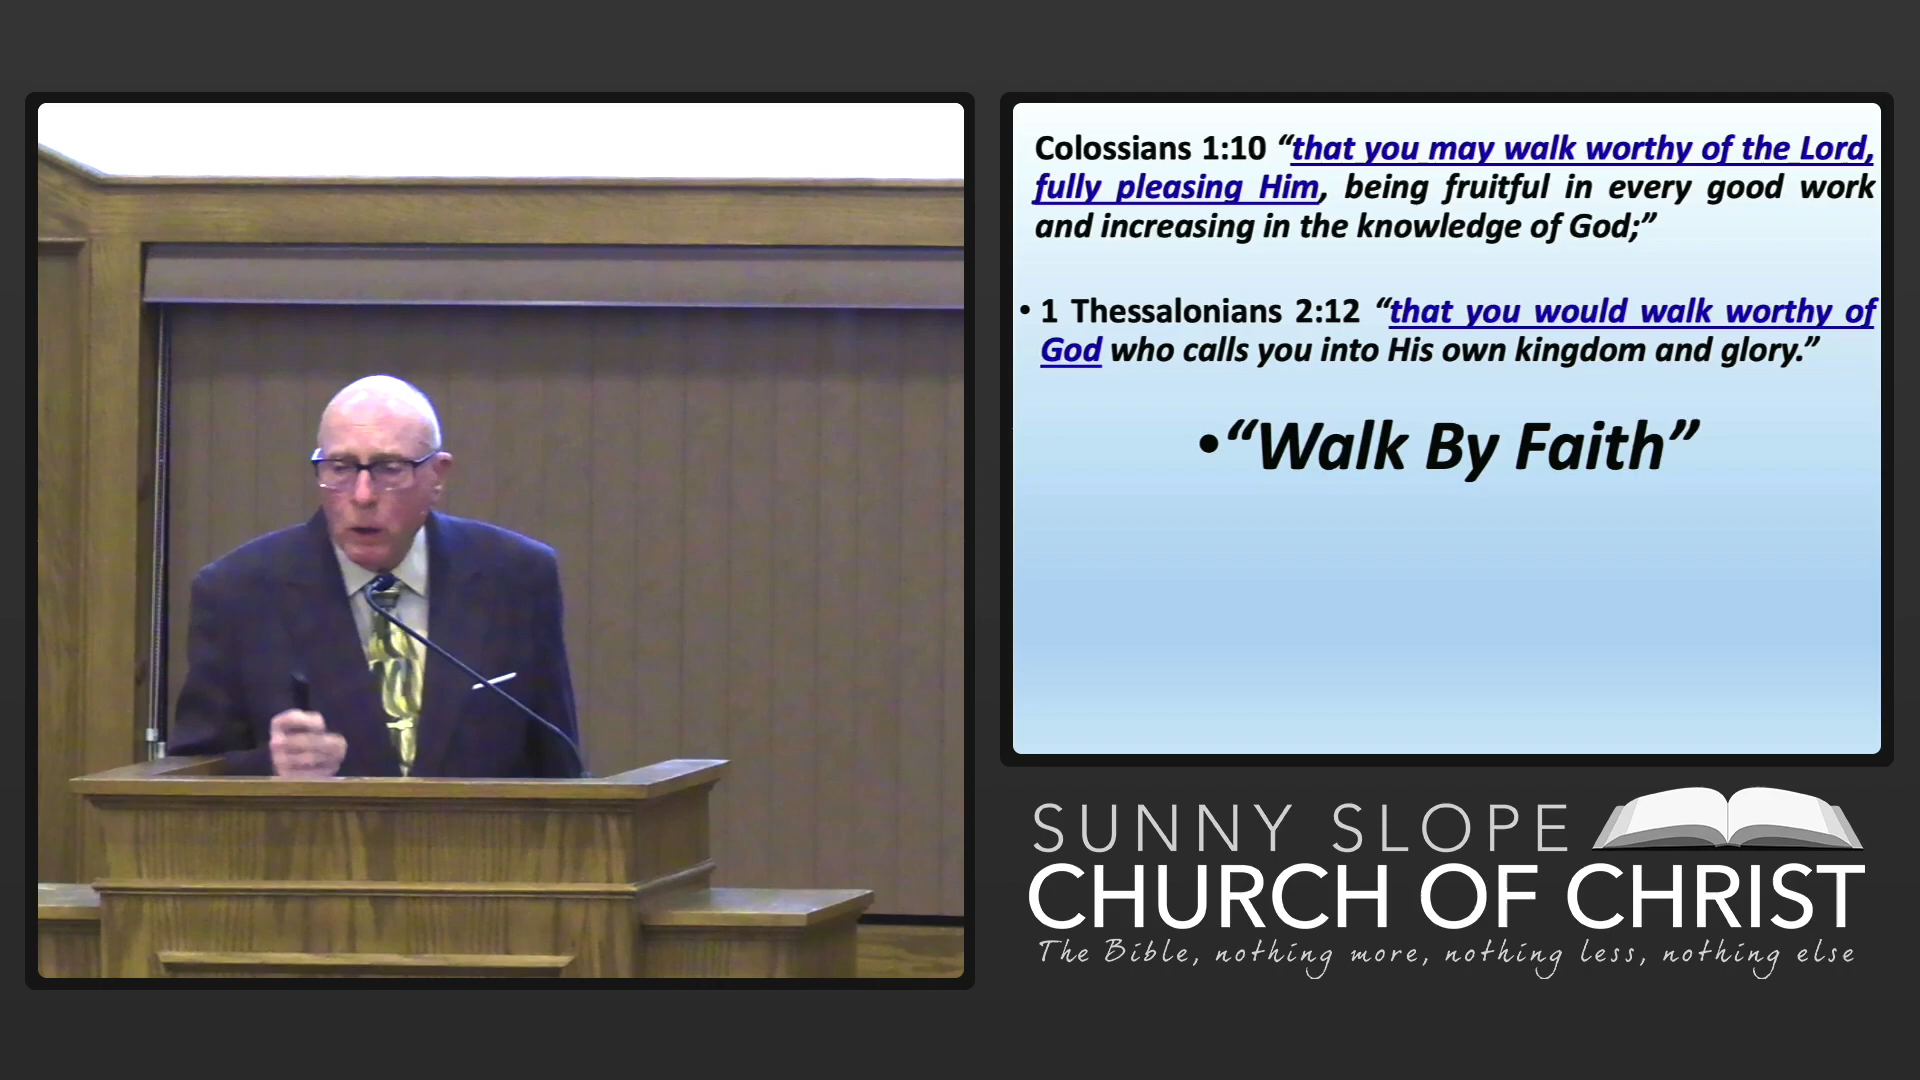 Colossians 1:10 “that you may walk worthy of the Lord,
fully pleasing Him, being fruitful in every good work
and increasing in the knowledge of God;”
• 1 Thessalonians 2:12 “that you would walk worthy of
God who calls you into His own kingdom and glory.”
•“Walk By Faith”
SUNNY SLOPE
CHURCH OF CHRIST
The Bible, nothing more, nothing less, nothing else